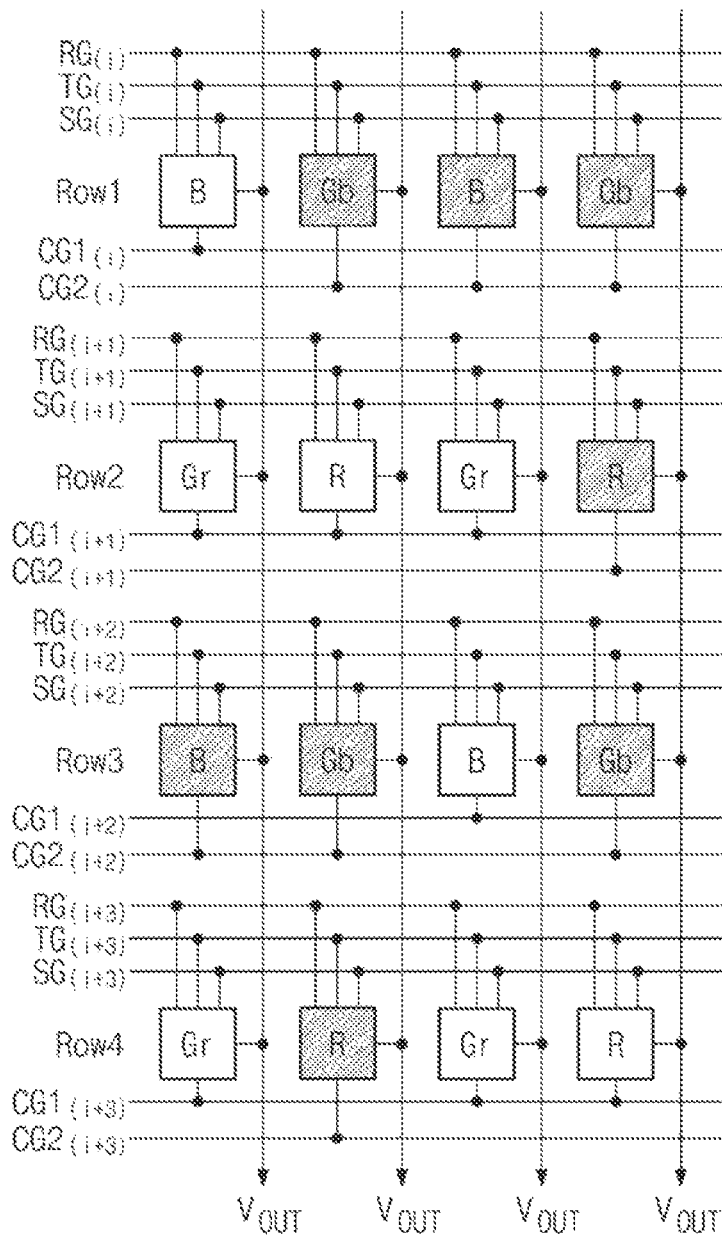 RG(i)
TG(i)
SG(i)
Row1 B Gb B Gb
CG1(i)
CG2(i)
RG(i+1)
TG(i+1)
SG(i+1)
Row2 Gr R Gr R
CG1(i+1)
CG2(i+1)
RG(i+2)
TG(i+2)
SG(i+2)
Row3 B Gb B Gb
CG1(i+2)
CG2(i+2)
RG(i+3)
TG(i+3)
SG(i+3)
Row4 Gr R Gr R
CG1(i+3)
CG2(i+3)
VOUT VOUT VOUT VOUT